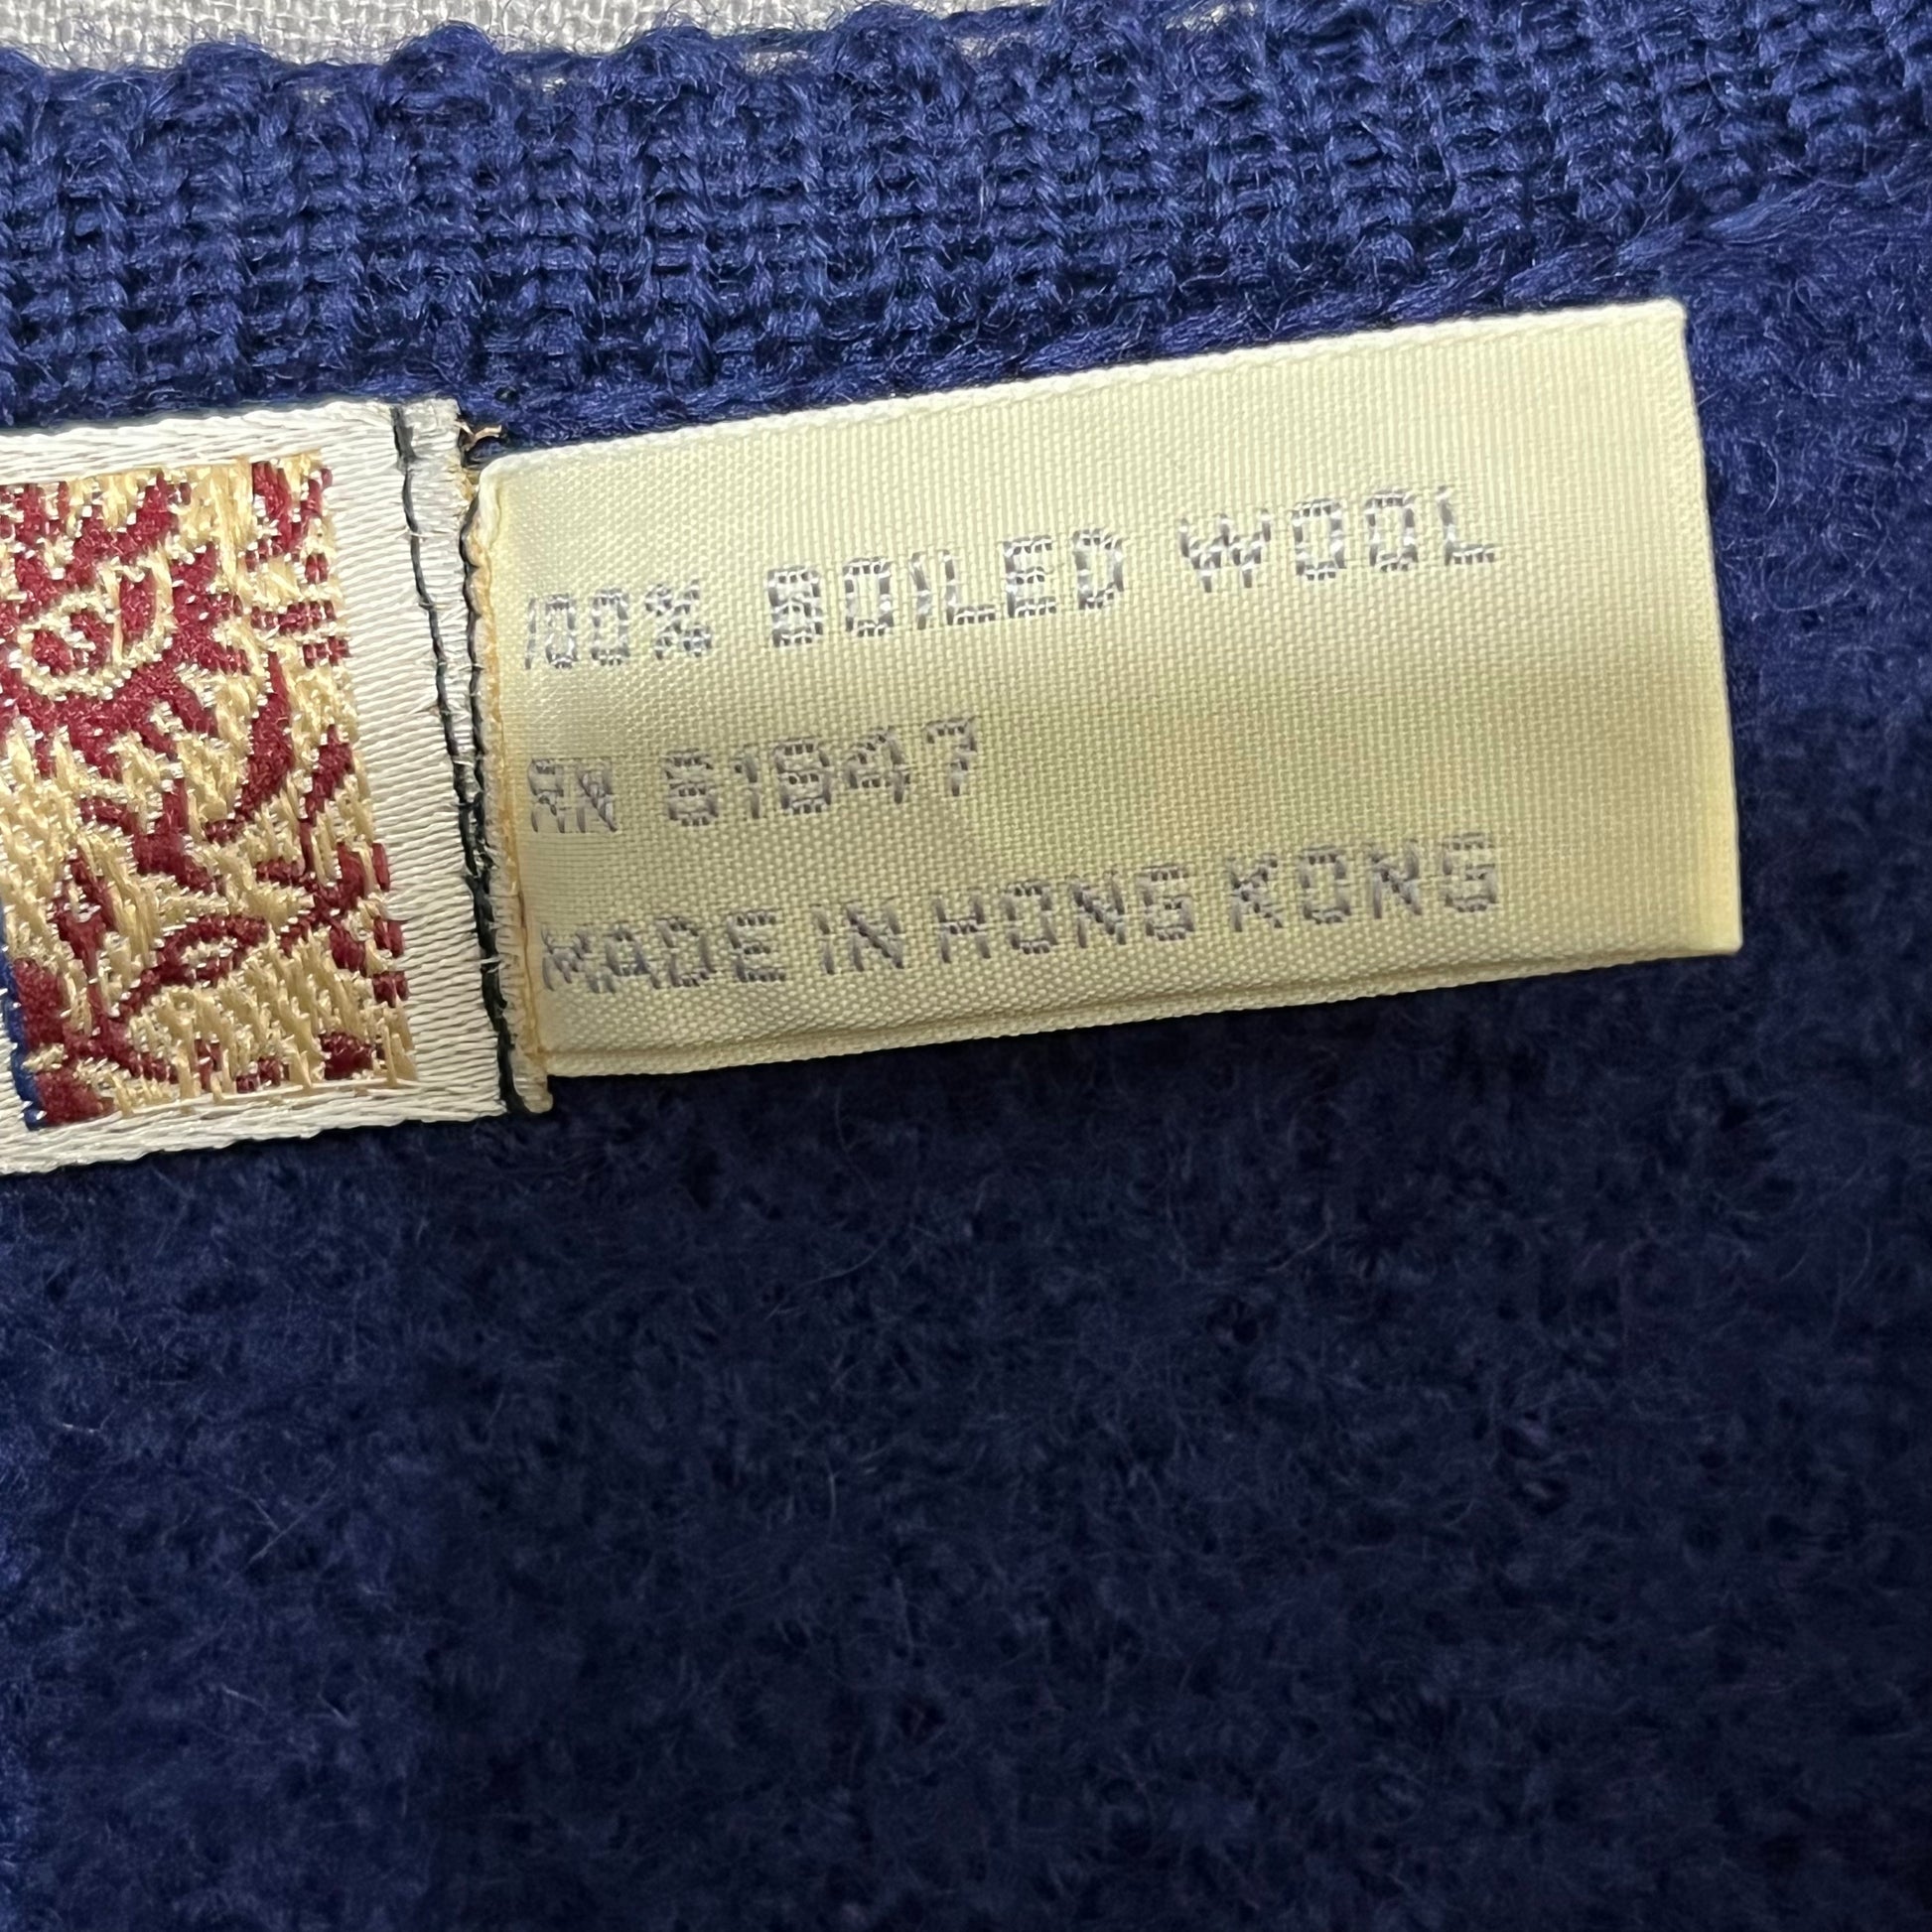 100% BOILED WOOL
RN 61947
MADE IN HONG KONG